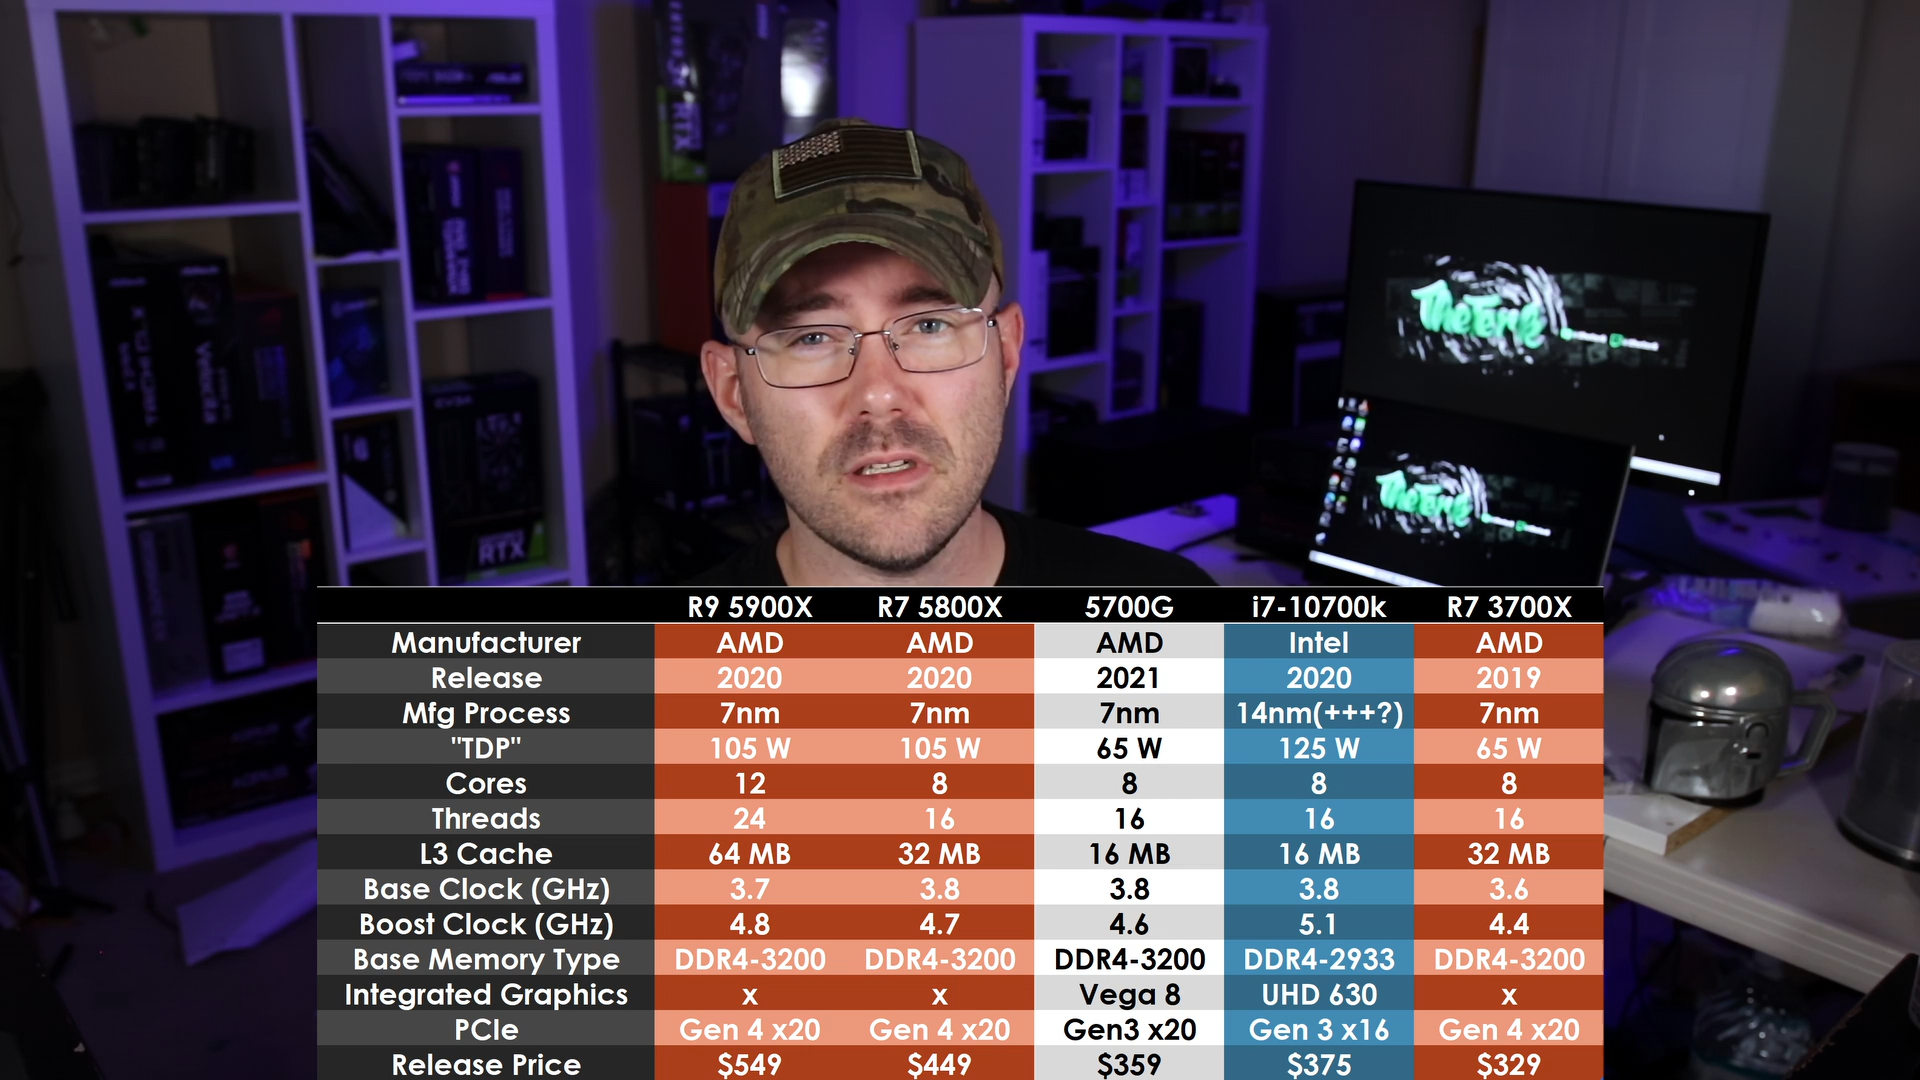 RTX
TheTechie
TheTechie
EVGA
RTX
R9 5900X R7 5800X 5700G i7-10700k R7 3700X
Manufacturer AMD AMD AMD Intel AMD
Release 2020 2020 2021 2020 2019
Mfg Process 7nm 7nm 7nm 14nm(+++?) 7nm
"TDP" 105 W 105 W 65 W 125 W 65 W
Cores 12 8 8 8 8
Threads 24 16 16 16 16
L3 Cache 64 MB 32 MB 16 MB 16 MB 32 MB
Base Clock (GHz) 3.7 3.8 3.8 3.8 3.6
Boost Clock (GHz) 4.8 4.7 4.6 5.1 4.4
Base Memory Type DDR4-3200 DDR4-3200 DDR4-3200 DDR4-2933 DDR4-3200
Integrated Graphics x x Vega 8 UHD 630 x
PCIe Gen 4 x20 Gen 4 x20 Gen3 x20 Gen 3 x16 Gen 4 x20
Release Price $549 $449 $359 $375 $329